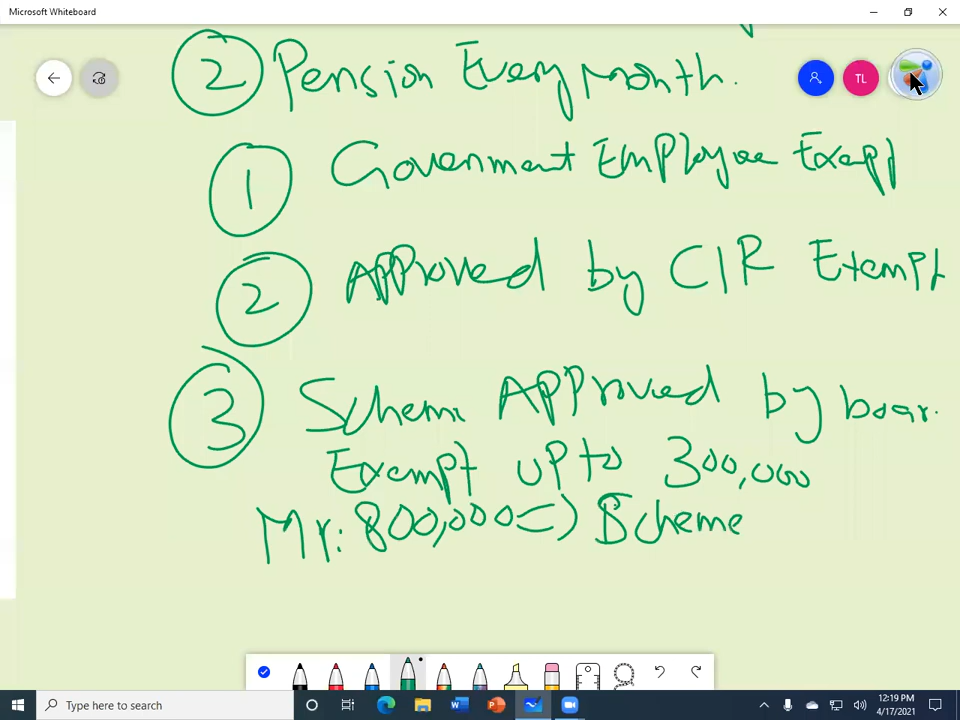 Microsoft Whiteboard
② Pension Every month.
TL
① Government Employee Exempt
② Approved by CIR Exempt
③ Scheme Approved by boar.
Exempt upto 300,000
Mr: 800,000 => Scheme
Type here to search
12:19 PM
4/17/2021